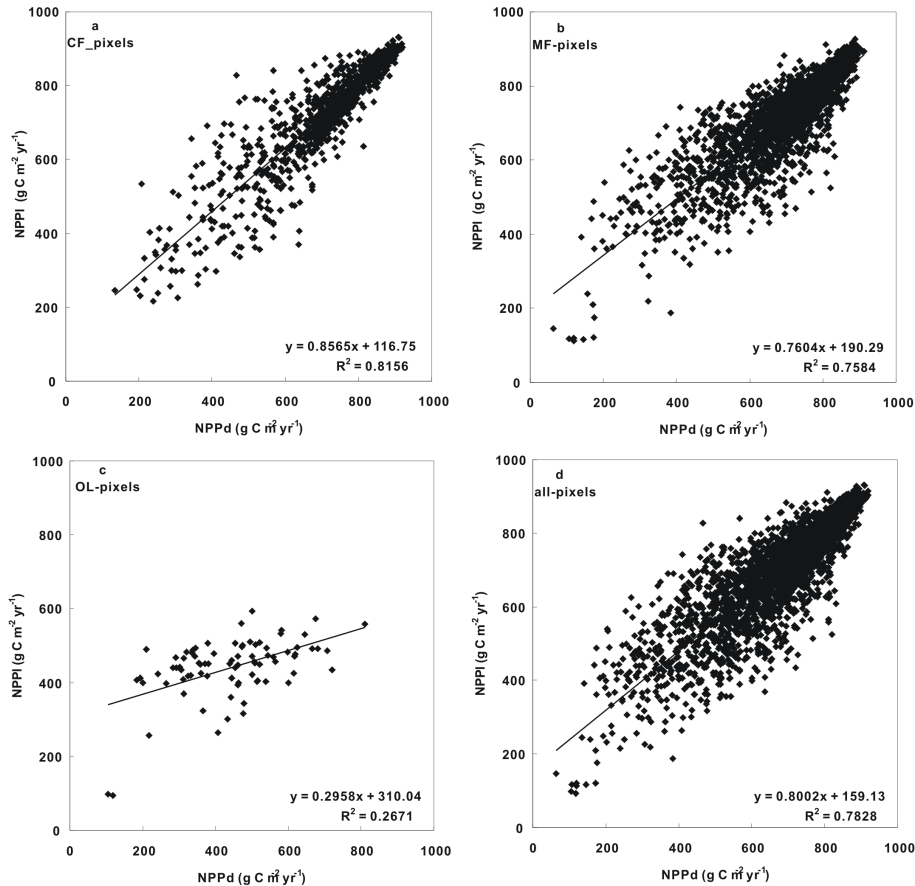 a
CF_pixels
1000
800
600
400
200
0
NPPl (g C m-2 yr-1)
y = 0.8565x + 116.75
R2 = 0.8156
0 200 400 600 800 1000
NPPd (g C m-2 yr-1)
b
MF-pixels
1000
800
600
400
200
0
NPPl (g C m-2 yr-1)
y = 0.7604x + 190.29
R2 = 0.7584
0 200 400 600 800 1000
NPPd (g C m-2 yr-1)
c
OL-pixels
1000
800
600
400
200
0
NPPl (g C m-2 yr-1)
y = 0.2958x + 310.04
R2 = 0.2671
0 200 400 600 800 1000
NPPd (g C m-2 yr-1)
d
all-pixels
1000
800
600
400
200
0
NPPl (g C m-2 yr-1)
y = 0.8002x + 159.13
R2 = 0.7828
0 200 400 600 800 1000
NPPd (g C m-2 yr-1)